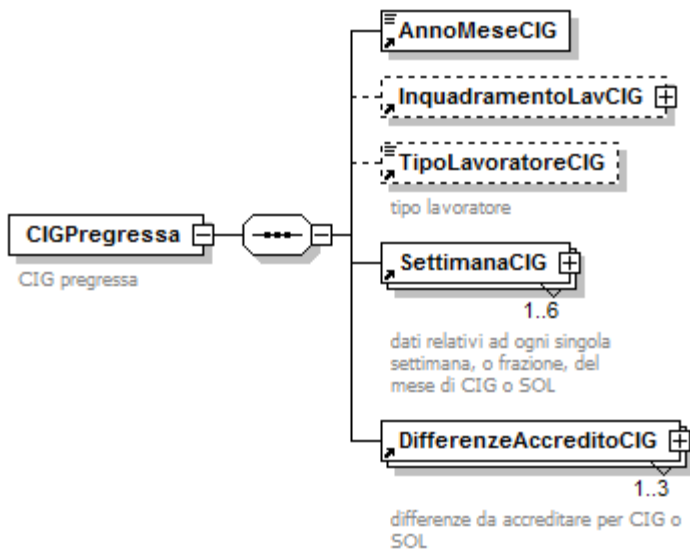 AnnoMeseCIG
InquadramentoLavCIG
TipoLavoratoreCIG
tipo lavoratore
CIGPregressa
CIG pregressa
SettimanaCIG
1..6
dati relativi ad ogni singola
settimana, o frazione, del
mese di CIG o SOL
DifferenzeAccreditoCIG
1..3
differenze da accreditare per CIG o
SOL